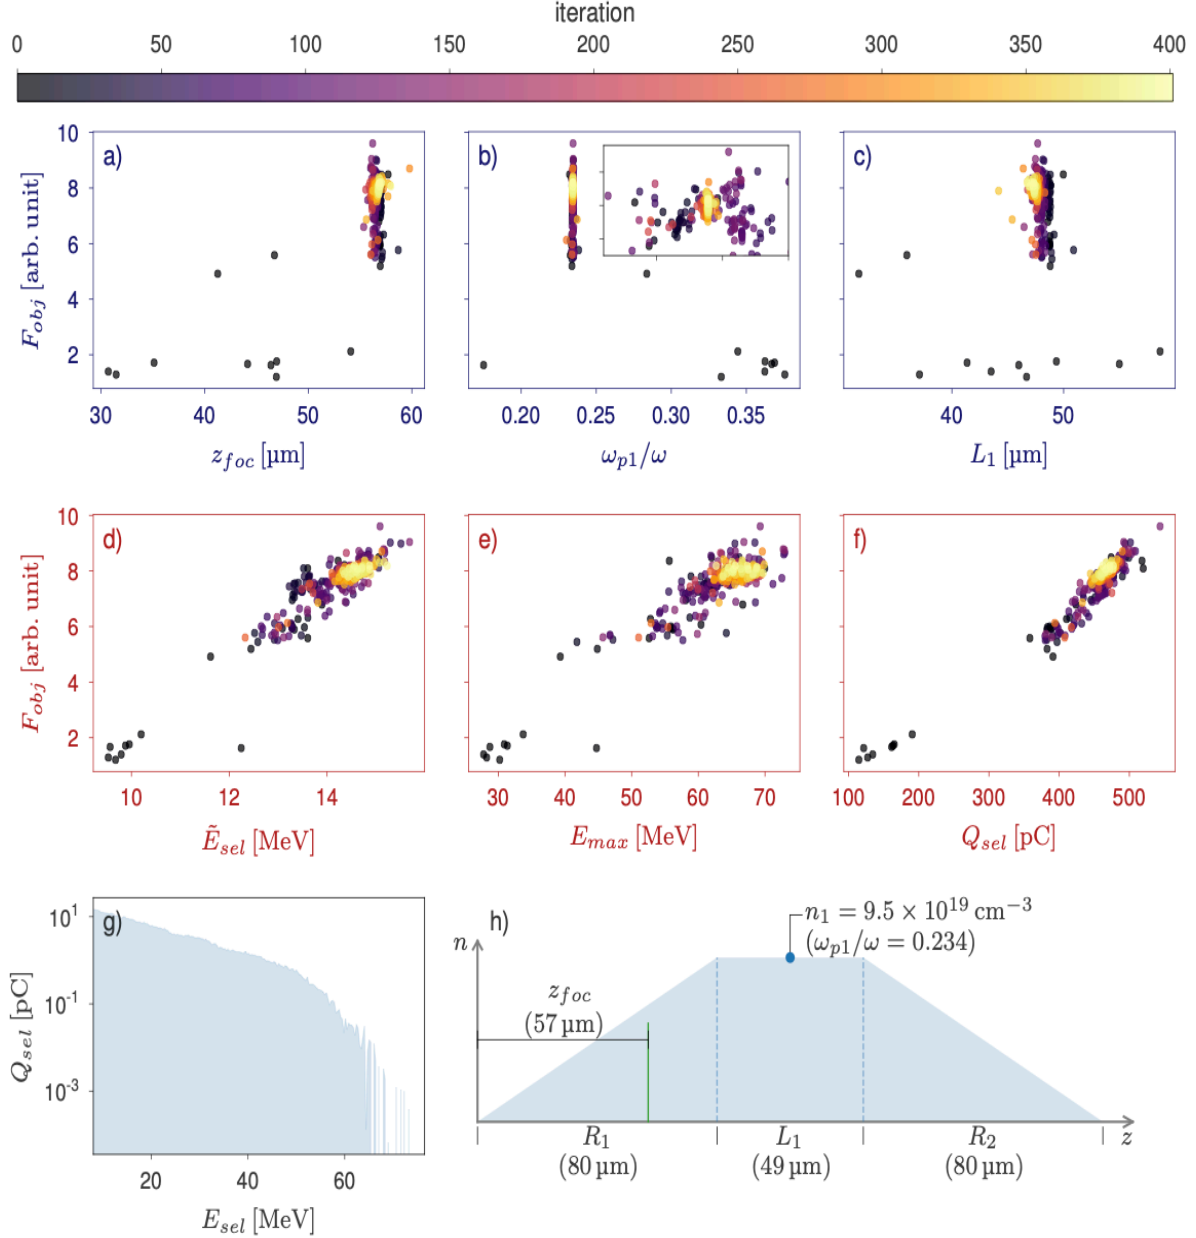 iteration
0 50 100 150 200 250 300 350 400
a) b) c)
10
8
6
4
2
F_obj [arb. unit]
30 40 50 60
z_foc [µm]
0.20 0.25 0.30 0.35
ω_p1/ω
40 50
L_1 [µm]
d) e) f)
10
8
6
4
2
F_obj [arb. unit]
10 12 14
Ẽ_sel [MeV]
30 40 50 60 70
E_max [MeV]
100 200 300 400 500
Q_sel [pC]
g)
10^1
10^-1
10^-3
Q_sel [pC]
20 40 60
E_sel [MeV]
h)
n
n_1 = 9.5 × 10^19 cm^−3
(ω_p1/ω = 0.234)
z_foc
(57 µm)
R_1 L_1 R_2 z
(80 µm) (49 µm) (80 µm)